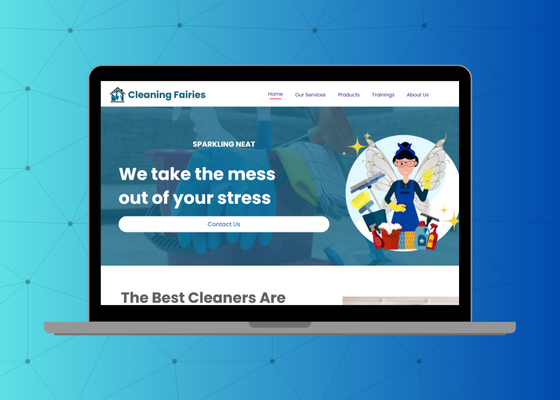 Cleaning Fairies
Home Our Services Products Trainings About Us
SPARKLING NEAT
We take the mess
out of your stress
Contact Us
The Best Cleaners Are